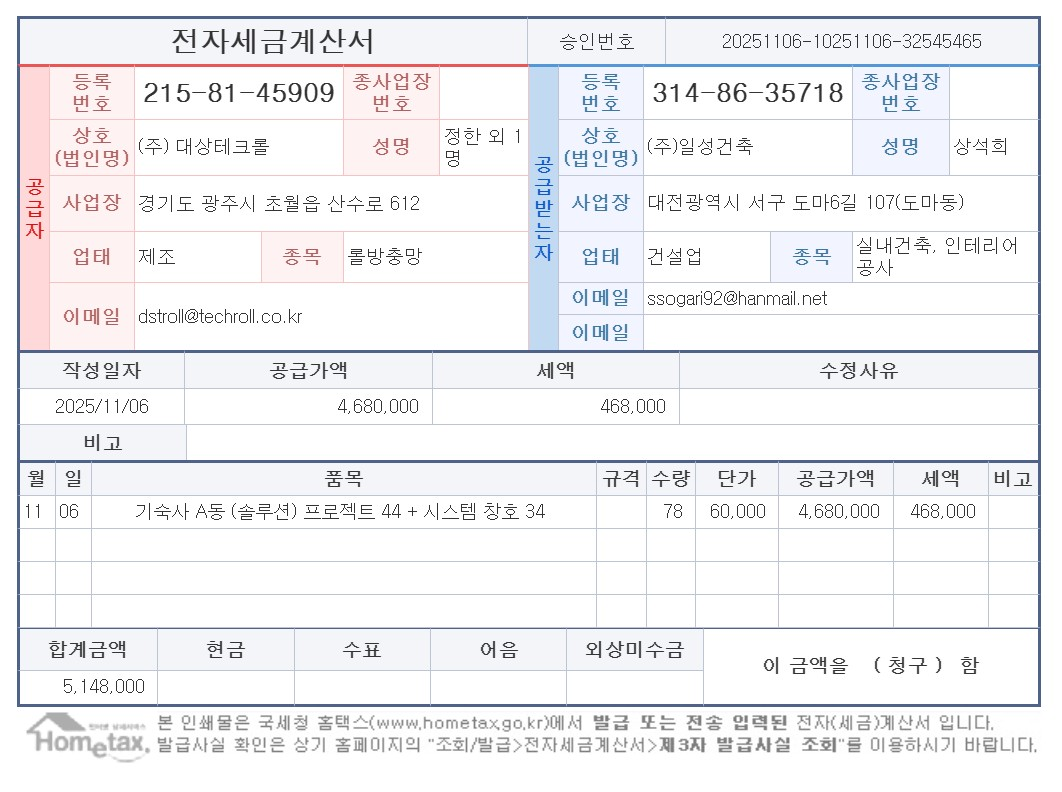 전자세금계산서 승인번호 20251106-10251106-32545465
공급자
등록
번호 215-81-45909 종사업장
번호
상호
(법인명) (주) 대상테크롤 성명 정한 외 1
명
사업장 경기도 광주시 초월읍 산수로 612
업태 제조 종목 롤방충망
이메일 dstroll@techroll.co.kr
공급받는자
등록
번호 314-86-35718 종사업장
번호
상호
(법인명) (주)일성건축 성명 상석희
사업장 대전광역시 서구 도마6길 107(도마동)
업태 건설업 종목 실내건축, 인테리어
공사
이메일 ssogari92@hanmail.net
이메일
작성일자 공급가액 세액 수정사유
2025/11/06 4,680,000 468,000
비고
월 일 품목 규격 수량 단가 공급가액 세액 비고
11 06 기숙사 A동 (솔루션) 프로젝트 44 + 시스템 창호 34 78 60,000 4,680,000 468,000
합계금액 현금 수표 어음 외상미수금 이 금액을 ( 청구 ) 함
5,148,000
Hometax. 본 인쇄물은 국세청 홈택스(www.hometax.go.kr)에서 발급 또는 전송 입력된 전자(세금)계산서 입니다.
발급사실 확인은 상기 홈페이지의 "조회/발급>전자세금계산서>제3자 발급사실 조회"를 이용하시기 바랍니다.